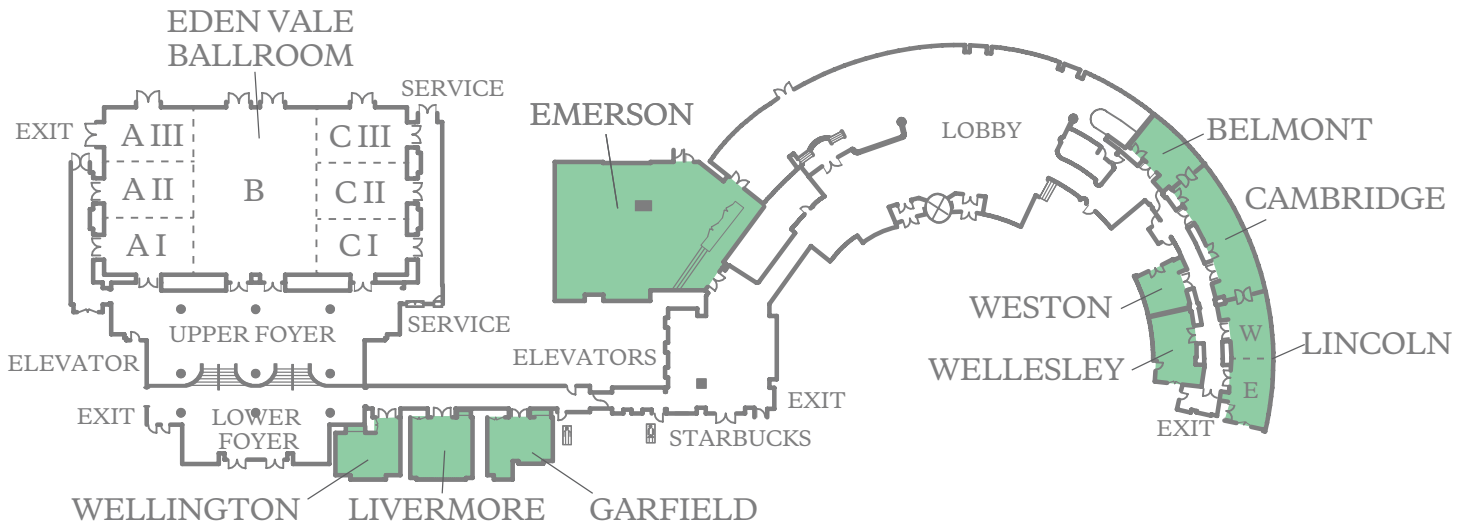 EDEN VALE
BALLROOM
SERVICE
EXIT
A III
C III
A II
B
C II
A I
C I
UPPER FOYER
SERVICE
ELEVATOR
EXIT
LOWER
FOYER
WELLINGTON
LIVERMORE
GARFIELD
EMERSON
ELEVATORS
EXIT
STARBUCKS
LOBBY
BELMONT
CAMBRIDGE
WESTON
WELLESLEY
W
LINCOLN
E
EXIT